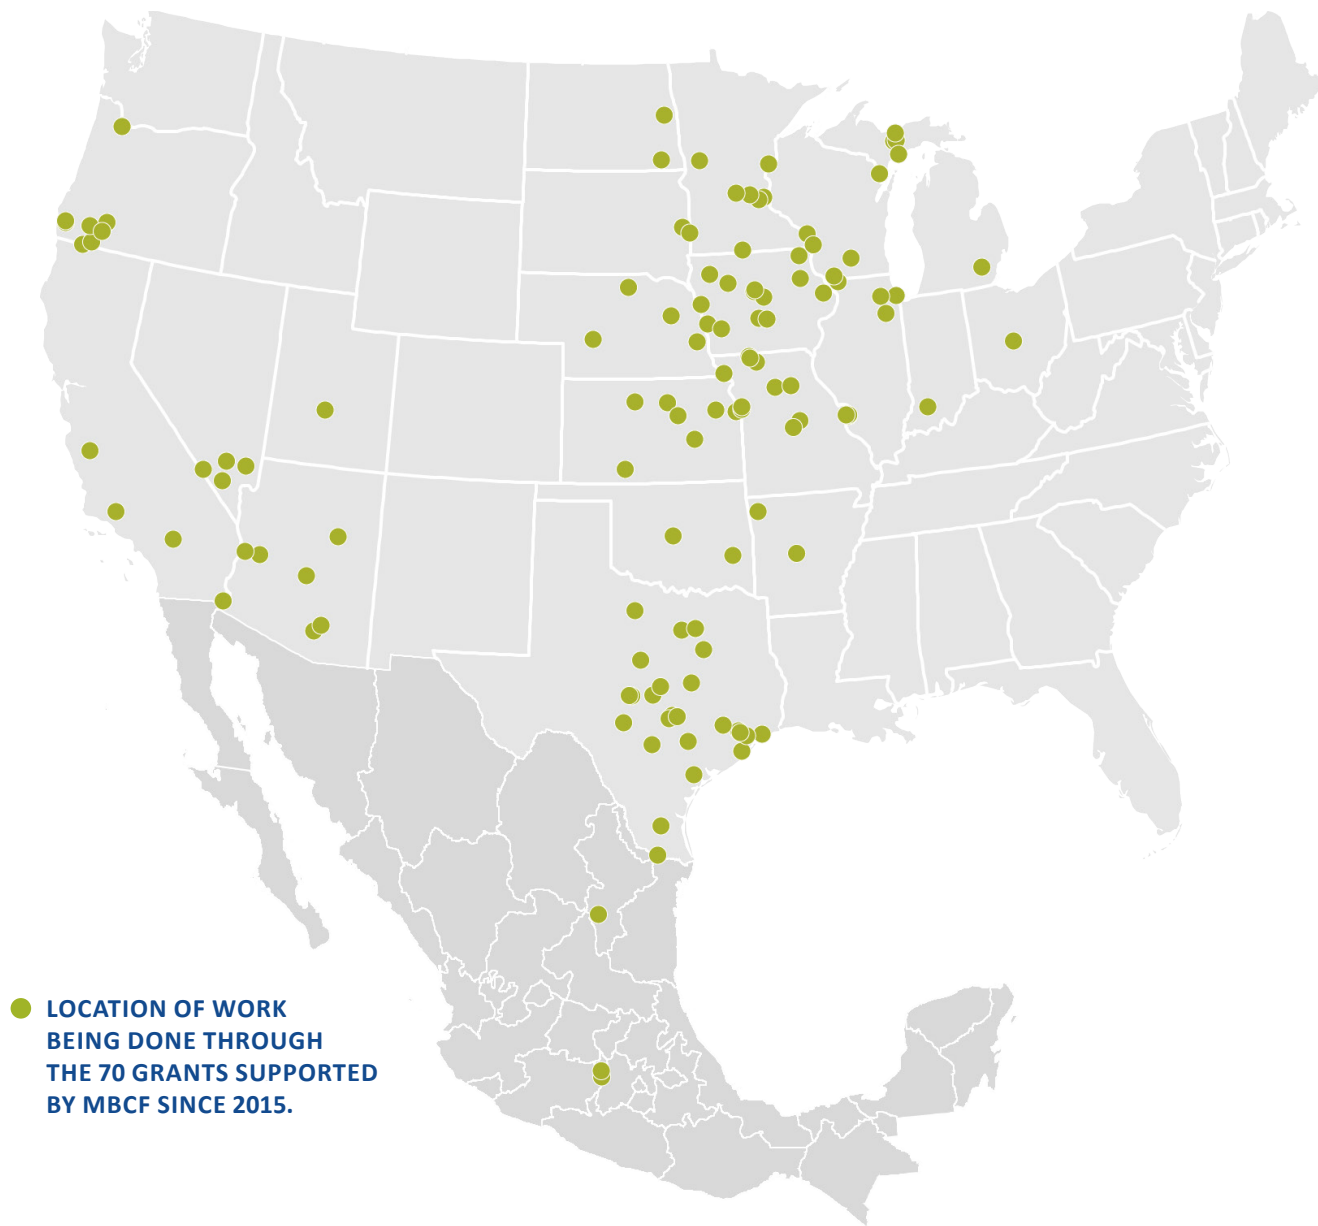 LOCATION OF WORK
BEING DONE THROUGH
THE 70 GRANTS SUPPORTED
BY MBCF SINCE 2015.